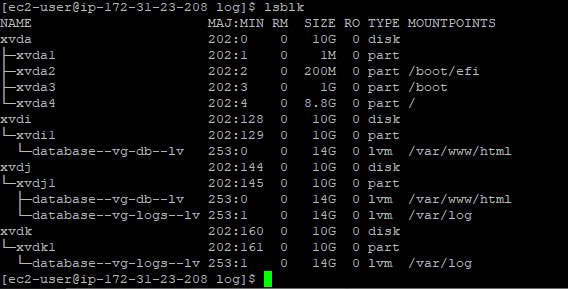 [ec2-user@ip-172-31-23-208 log]$ lsblk
NAME                      MAJ:MIN RM  SIZE RO TYPE MOUNTPOINTS
xvda                      202:0    0   10G  0 disk
├─xvda1                   202:1    0    1M  0 part
├─xvda2                   202:2    0  200M  0 part /boot/efi
├─xvda3                   202:3    0    1G  0 part /boot
└─xvda4                   202:4    0  8.8G  0 part /
xvdi                      202:128  0   10G  0 disk
└─xvdi1                   202:129  0   10G  0 part
  └─database--vg-db--lv   253:0    0   14G  0 lvm  /var/www/html
xvdj                      202:144  0   10G  0 disk
└─xvdj1                   202:145  0   10G  0 part
  ├─database--vg-db--lv   253:0    0   14G  0 lvm  /var/www/html
  └─database--vg-logs--lv 253:1    0   14G  0 lvm  /var/log
xvdk                      202:160  0   10G  0 disk
└─xvdk1                   202:161  0   10G  0 part
  └─database--vg-logs--lv 253:1    0   14G  0 lvm  /var/log
[ec2-user@ip-172-31-23-208 log]$